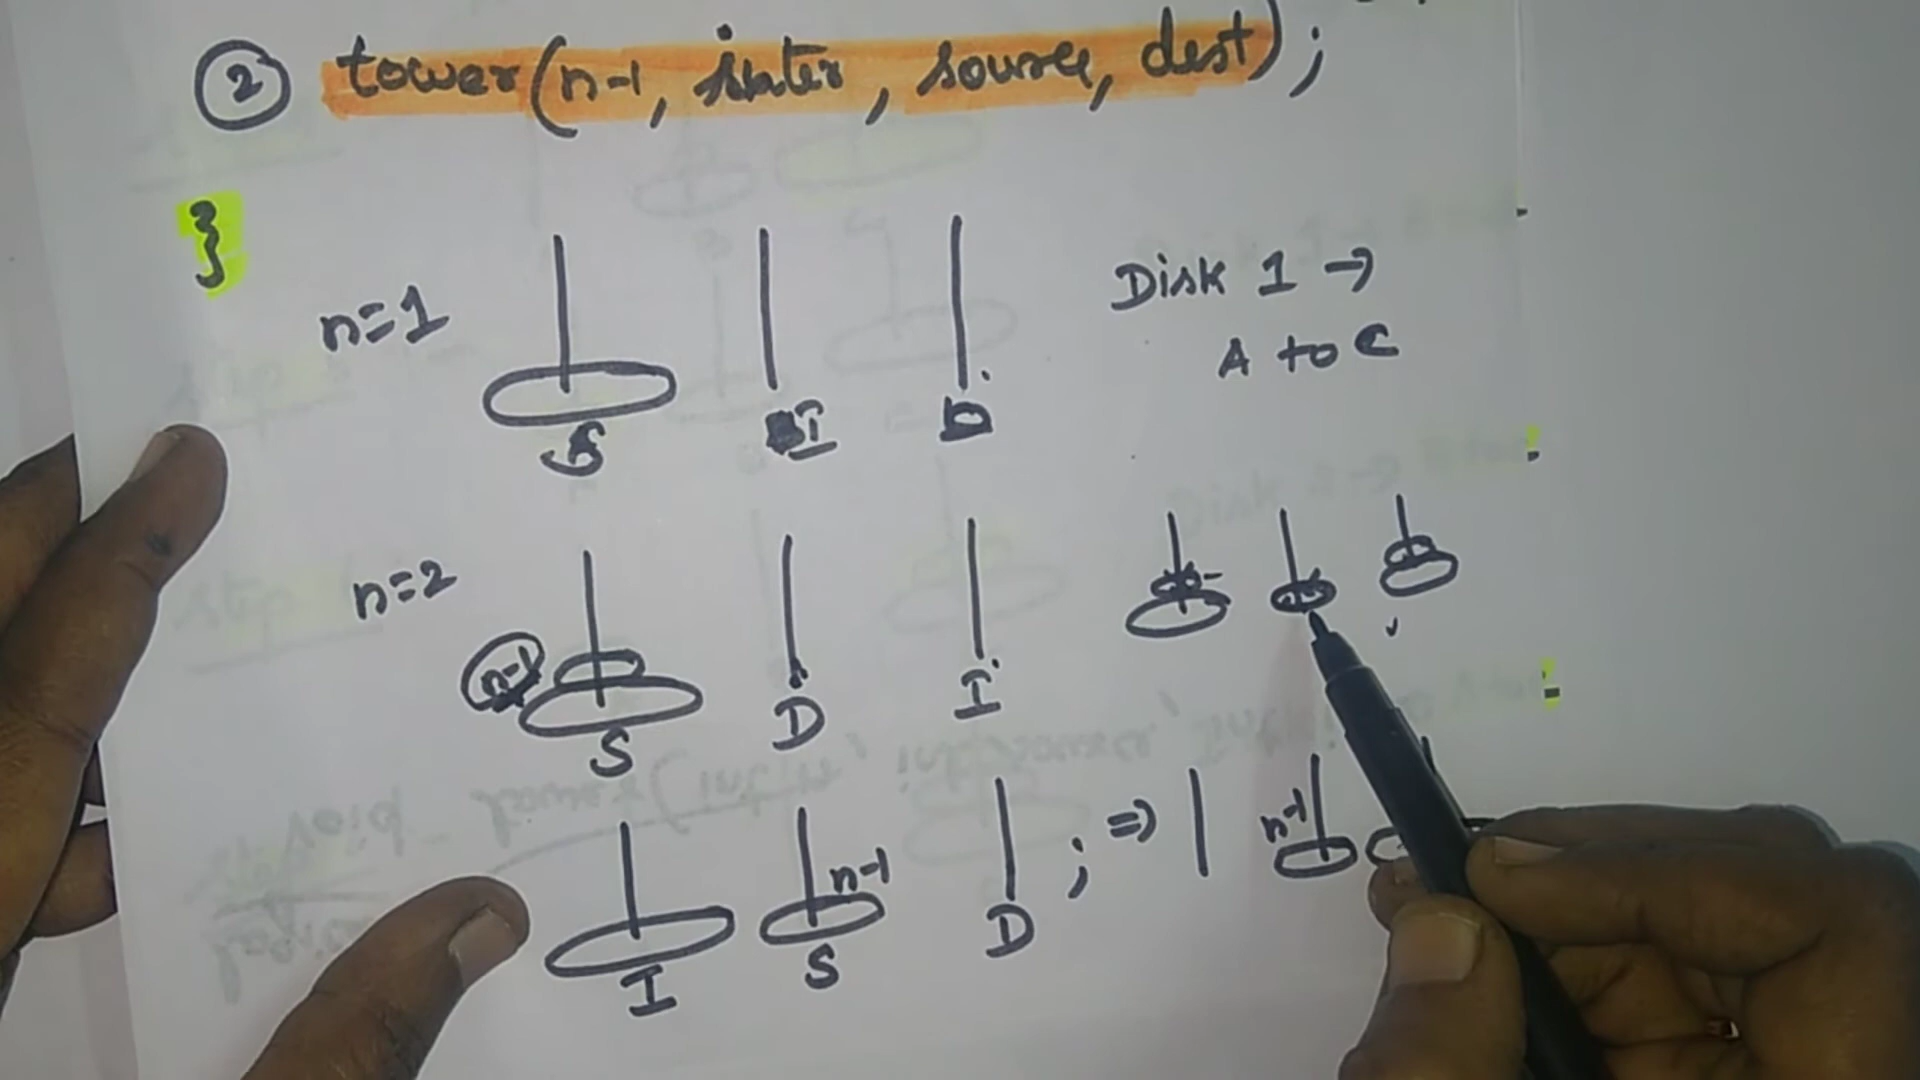 ② tower(n-1, inter, source, dest);
}
n=1
Disk 1 →
A to C
S I D
n=2
n-1
S D I
n-1 ; ⇒ n-1
I S D